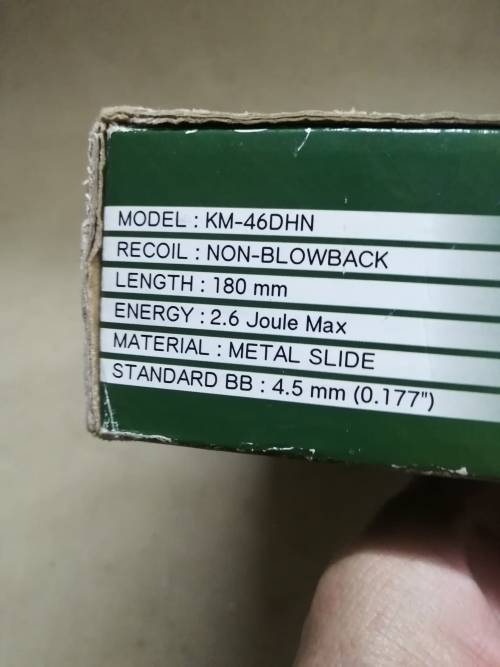 MODEL : KM-46DHN
RECOIL : NON-BLOWBACK
LENGTH : 180 mm
ENERGY : 2.6 Joule Max
MATERIAL : METAL SLIDE
STANDARD BB : 4.5 mm (0.177")